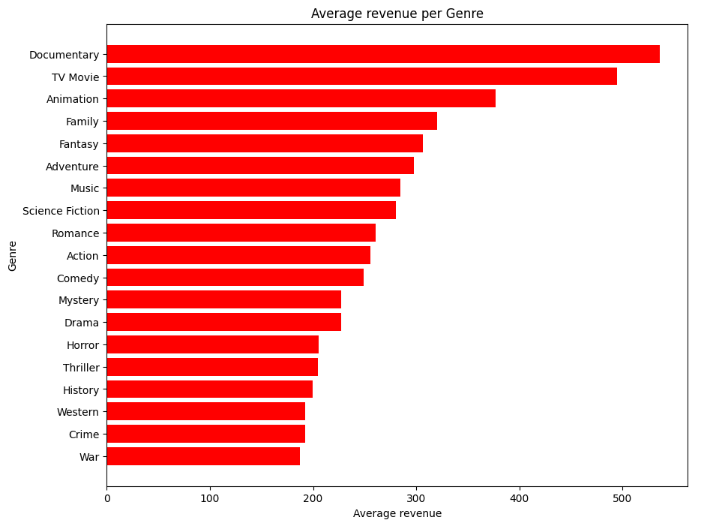 Average revenue per Genre
Genre
Documentary
TV Movie
Animation
Family
Fantasy
Adventure
Music
Science Fiction
Romance
Action
Comedy
Mystery
Drama
Horror
Thriller
History
Western
Crime
War
0 100 200 300 400 500
Average revenue